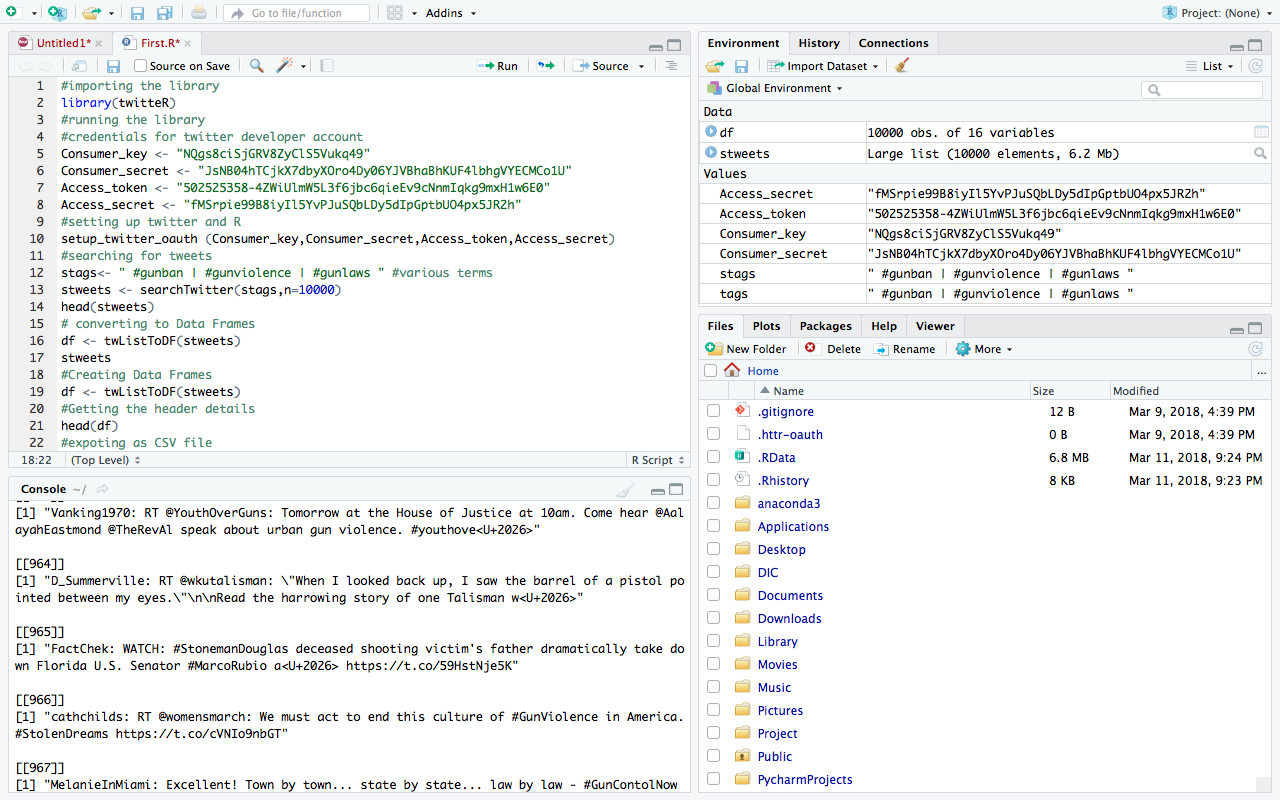 Go to file/function
Addins
Project: (None)
Untitled1*
First.R*
Source on Save
Run
Source
1 #importing the library
2 library(twitteR)
3 #running the library
4 #credentials for twitter developer account
5 Consumer_key <- "NQgs8ciSjGRV8ZyClS5Vukq49"
6 Consumer_secret <- "JsNB04hTCjkX7dbyXOro4Dy06YJVBhaBhKUF4lbhgVYECMCo1U"
7 Access_token <- "502525358-4ZWiUlmW5L3f6jbc6qieEv9cNnmIqkg9mxH1w6E0"
8 Access_secret <- "fMSrpie99B8iyIl5YvPJuSQbLDy5dIpGptbUO4px5JRZh"
9 #setting up twitter and R
10 setup_twitter_oauth (Consumer_key,Consumer_secret,Access_token,Access_secret)
11 #searching for tweets
12 stags<- " #gunban | #gunviolence | #gunlaws " #various terms
13 stweets <- searchTwitter(stags,n=10000)
14 head(stweets)
15 # converting to Data Frames
16 df <- twListToDF(stweets)
17 stweets
18 #Creating Data Frames
19 df <- twListToDF(stweets)
20 #Getting the header details
21 head(df)
22 #expoting as CSV file
18:22 (Top Level) R Script
Console ~/
[1] "Vanking1970: RT @YouthOverGuns: Tomorrow at the House of Justice at 10am. Come hear @Aal
ayahEastmond @TheRevAl speak about urban gun violence. #youthove<U+2026>"
[[964]]
[1] "D_Summerville: RT @wkutalisman: \"When I looked back up, I saw the barrel of a pistol po
inted between my eyes.\"\n\nRead the harrowing story of one Talisman w<U+2026>"
[[965]]
[1] "FactChek: WATCH: #StonemanDouglas deceased shooting victim's father dramatically take do
wn Florida U.S. Senator #MarcoRubio a<U+2026> https://t.co/59HstNje5K"
[[966]]
[1] "cathchilds: RT @womensmarch: We must act to end this culture of #GunViolence in America.
#StolenDreams https://t.co/cVNIo9nbGT"
[[967]]
[1] "MelanieInMiami: Excellent! Town by town... state by state... law by law - #GunContolNow
Environment History Connections
Import Dataset List
Global Environment
Data
df 10000 obs. of 16 variables
stweets Large list (10000 elements, 6.2 Mb)
Values
Access_secret "fMSrpie99B8iyIl5YvPJuSQbLDy5dIpGptbUO4px5JRZh"
Access_token "502525358-4ZWiUlmW5L3f6jbc6qieEv9cNnmIqkg9mxH1w6E0"
Consumer_key "NQgs8ciSjGRV8ZyClS5Vukq49"
Consumer_secret "JsNB04hTCjkX7dbyXOro4Dy06YJVBhaBhKUF4lbhgVYECMCo1U"
stags " #gunban | #gunviolence | #gunlaws "
tags " #gunban | #gunviolence | #gunlaws "
Files Plots Packages Help Viewer
New Folder Delete Rename More
Home ...
Name Size Modified
.gitignore 12 B Mar 9, 2018, 4:39 PM
.httr-oauth 0 B Mar 9, 2018, 4:39 PM
.RData 6.8 MB Mar 11, 2018, 9:24 PM
.Rhistory 8 KB Mar 11, 2018, 9:23 PM
anaconda3
Applications
Desktop
DIC
Documents
Downloads
Library
Movies
Music
Pictures
Project
Public
PycharmProjects